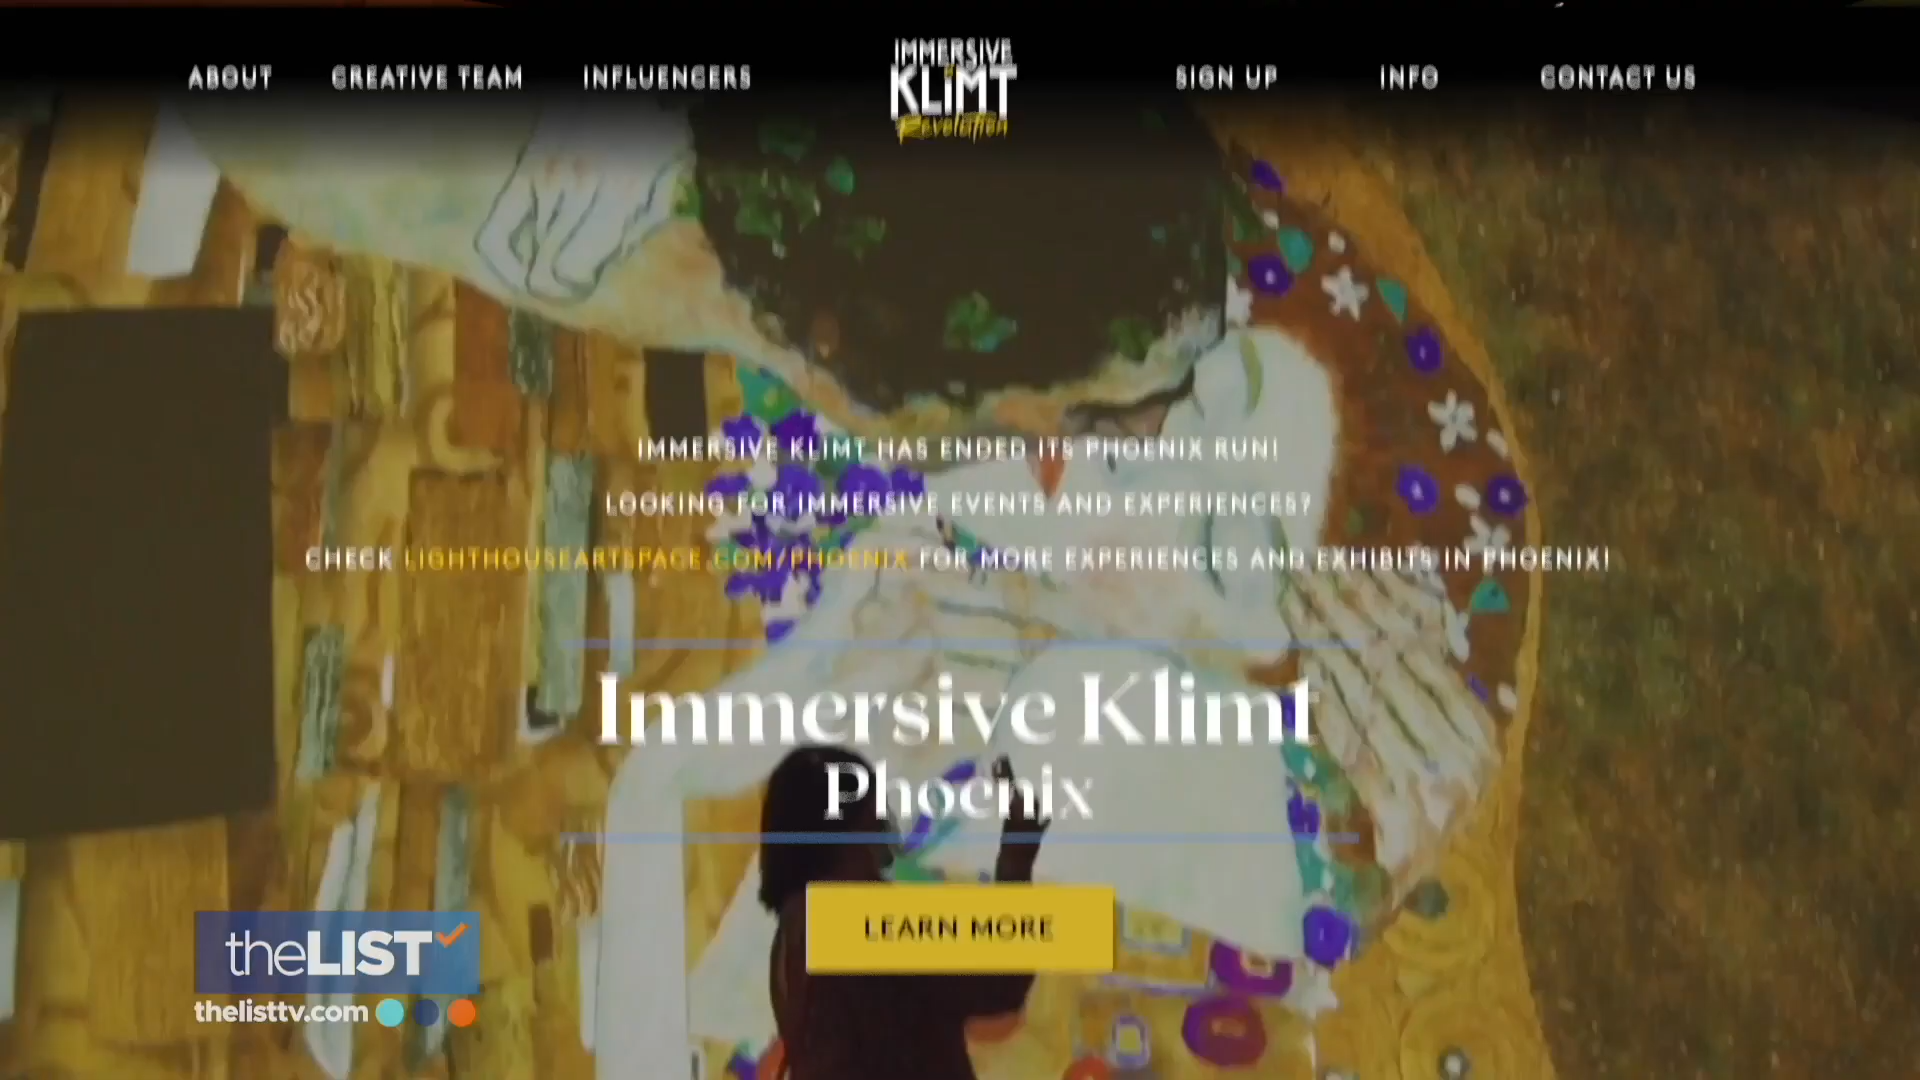 ABOUT
CREATIVE TEAM
INFLUENCERS
IMMERSIVE
KLiMT
Revolution
SIGN UP
INFO
CONTACT US
IMMERSIVE KLIMT HAS ENDED ITS PHOENIX RUN!
LOOKING FOR IMMERSIVE EVENTS AND EXPERIENCES?
CHECK LIGHTHOUSEARTSPACE.COM/PHOENIX FOR MORE EXPERIENCES AND EXHIBITS IN PHOENIX!
Immersive Klimt
Phoenix
LEARN MORE
theLIST
thelisttv.com